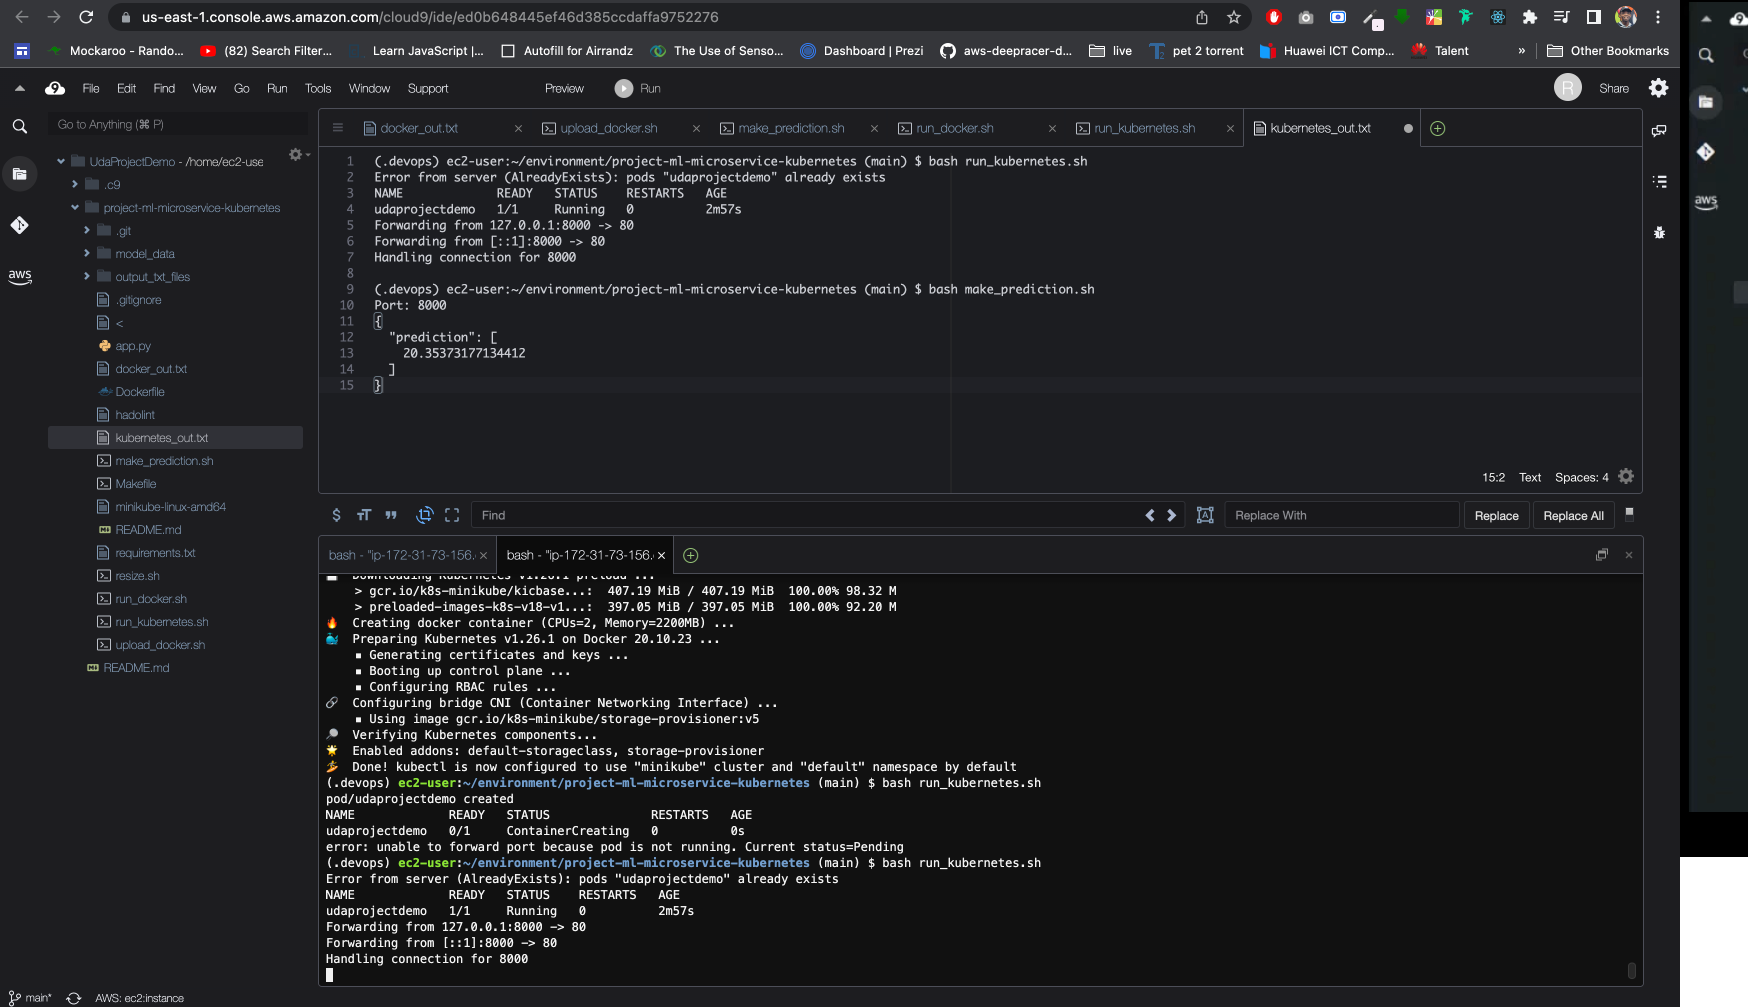 us-east-1.console.aws.amazon.com/cloud9/ide/ed0b648445ef46d385ccdaffa9752276
Mockaroo - Rando...
(82) Search Filter...
Learn JavaScript |...
Autofill for Airrandz
The Use of Senso...
Dashboard | Prezi
aws-deepracer-d...
live
pet 2 torrent
Huawei ICT Comp...
Talent
»
Other Bookmarks
9 File Edit Find View Go Run Tools Window Support Preview Run R Share
Go to Anything (⌘ P)
docker_out.txt
upload_docker.sh
make_prediction.sh
run_docker.sh
run_kubernetes.sh
kubernetes_out.txt
UdaProjectDemo - /home/ec2-use
.c9
project-ml-microservice-kubernetes
.git
model_data
output_txt_files
.gitignore
<
app.py
docker_out.txt
Dockerfile
hadolint
kubernetes_out.txt
make_prediction.sh
Makefile
minikube-linux-amd64
README.md
requirements.txt
resize.sh
run_docker.sh
run_kubernetes.sh
upload_docker.sh
README.md
aws
1 (.devops) ec2-user:~/environment/project-ml-microservice-kubernetes (main) $ bash run_kubernetes.sh
2 Error from server (AlreadyExists): pods "udaprojectdemo" already exists
3 NAME READY STATUS RESTARTS AGE
4 udaprojectdemo 1/1 Running 0 2m57s
5 Forwarding from 127.0.0.1:8000 -> 80
6 Forwarding from [::1]:8000 -> 80
7 Handling connection for 8000
8
9 (.devops) ec2-user:~/environment/project-ml-microservice-kubernetes (main) $ bash make_prediction.sh
10 Port: 8000
11 {
12 "prediction": [
13 20.35373177134412
14 ]
15 }
15:2 Text Spaces: 4
Find
Replace With
Replace
Replace All
bash - "ip-172-31-73-156.
bash - "ip-172-31-73-156.
Downloading Kubernetes v1.26.1 preload ...
> gcr.io/k8s-minikube/kicbase...: 407.19 MiB / 407.19 MiB 100.00% 98.32 M
> preloaded-images-k8s-v18-v1...: 397.05 MiB / 397.05 MiB 100.00% 92.20 M
Creating docker container (CPUs=2, Memory=2200MB) ...
Preparing Kubernetes v1.26.1 on Docker 20.10.23 ...
▪ Generating certificates and keys ...
▪ Booting up control plane ...
▪ Configuring RBAC rules ...
Configuring bridge CNI (Container Networking Interface) ...
▪ Using image gcr.io/k8s-minikube/storage-provisioner:v5
Verifying Kubernetes components...
Enabled addons: default-storageclass, storage-provisioner
Done! kubectl is now configured to use "minikube" cluster and "default" namespace by default
(.devops) ec2-user:~/environment/project-ml-microservice-kubernetes (main) $ bash run_kubernetes.sh
pod/udaprojectdemo created
NAME READY STATUS RESTARTS AGE
udaprojectdemo 0/1 ContainerCreating 0 0s
error: unable to forward port because pod is not running. Current status=Pending
(.devops) ec2-user:~/environment/project-ml-microservice-kubernetes (main) $ bash run_kubernetes.sh
Error from server (AlreadyExists): pods "udaprojectdemo" already exists
NAME READY STATUS RESTARTS AGE
udaprojectdemo 1/1 Running 0 2m57s
Forwarding from 127.0.0.1:8000 -> 80
Forwarding from [::1]:8000 -> 80
Handling connection for 8000
main* AWS: ec2:instance
aws